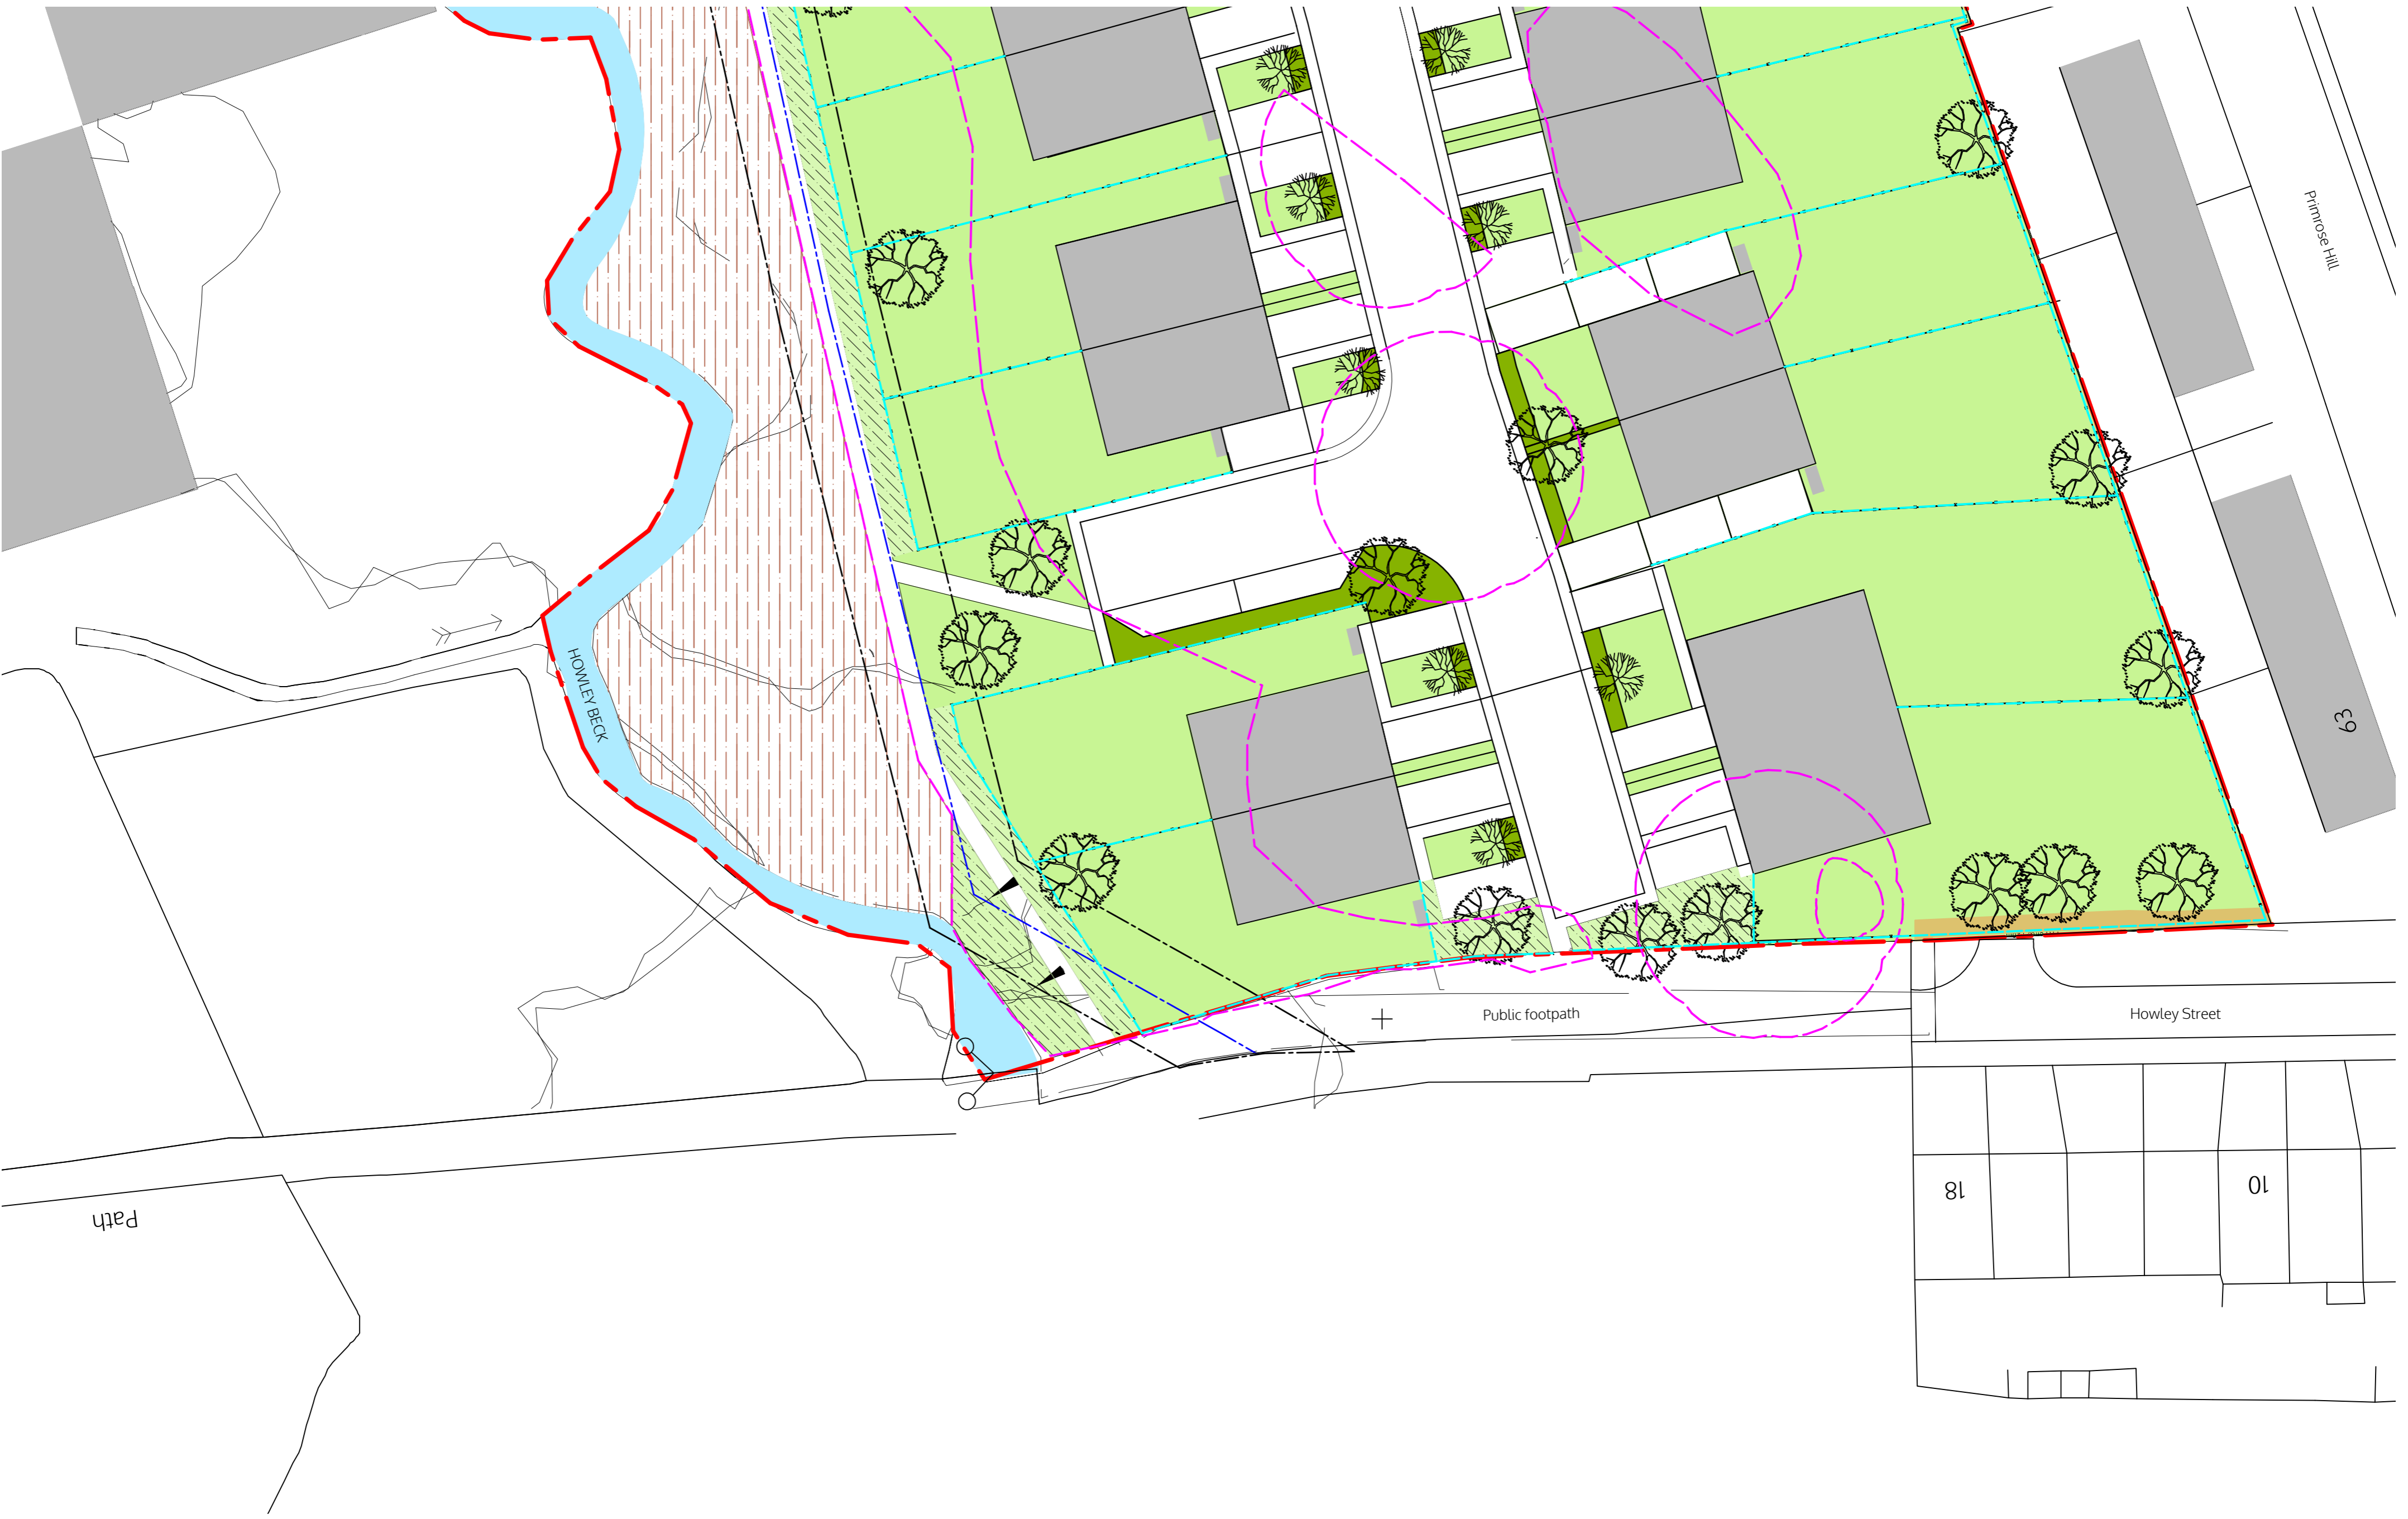 Primrose Hill
HOWLEY BECK
63
Public footpath
Howley Street
18
10
Path